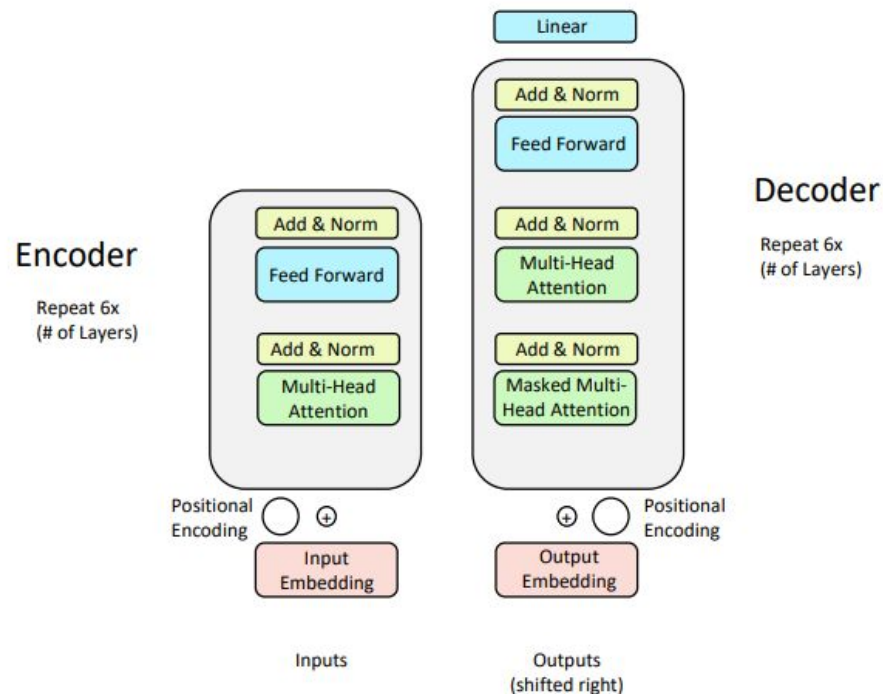 Linear
Add & Norm
Feed Forward
Add & Norm
Multi-Head
Attention
Add & Norm
Masked Multi-
Head Attention
Decoder
Repeat 6x
(# of Layers)
Encoder
Repeat 6x
(# of Layers)
Add & Norm
Feed Forward
Add & Norm
Multi-Head
Attention
Positional
Encoding
+
Input
Embedding
Inputs
+
Positional
Encoding
Output
Embedding
Outputs
(shifted right)